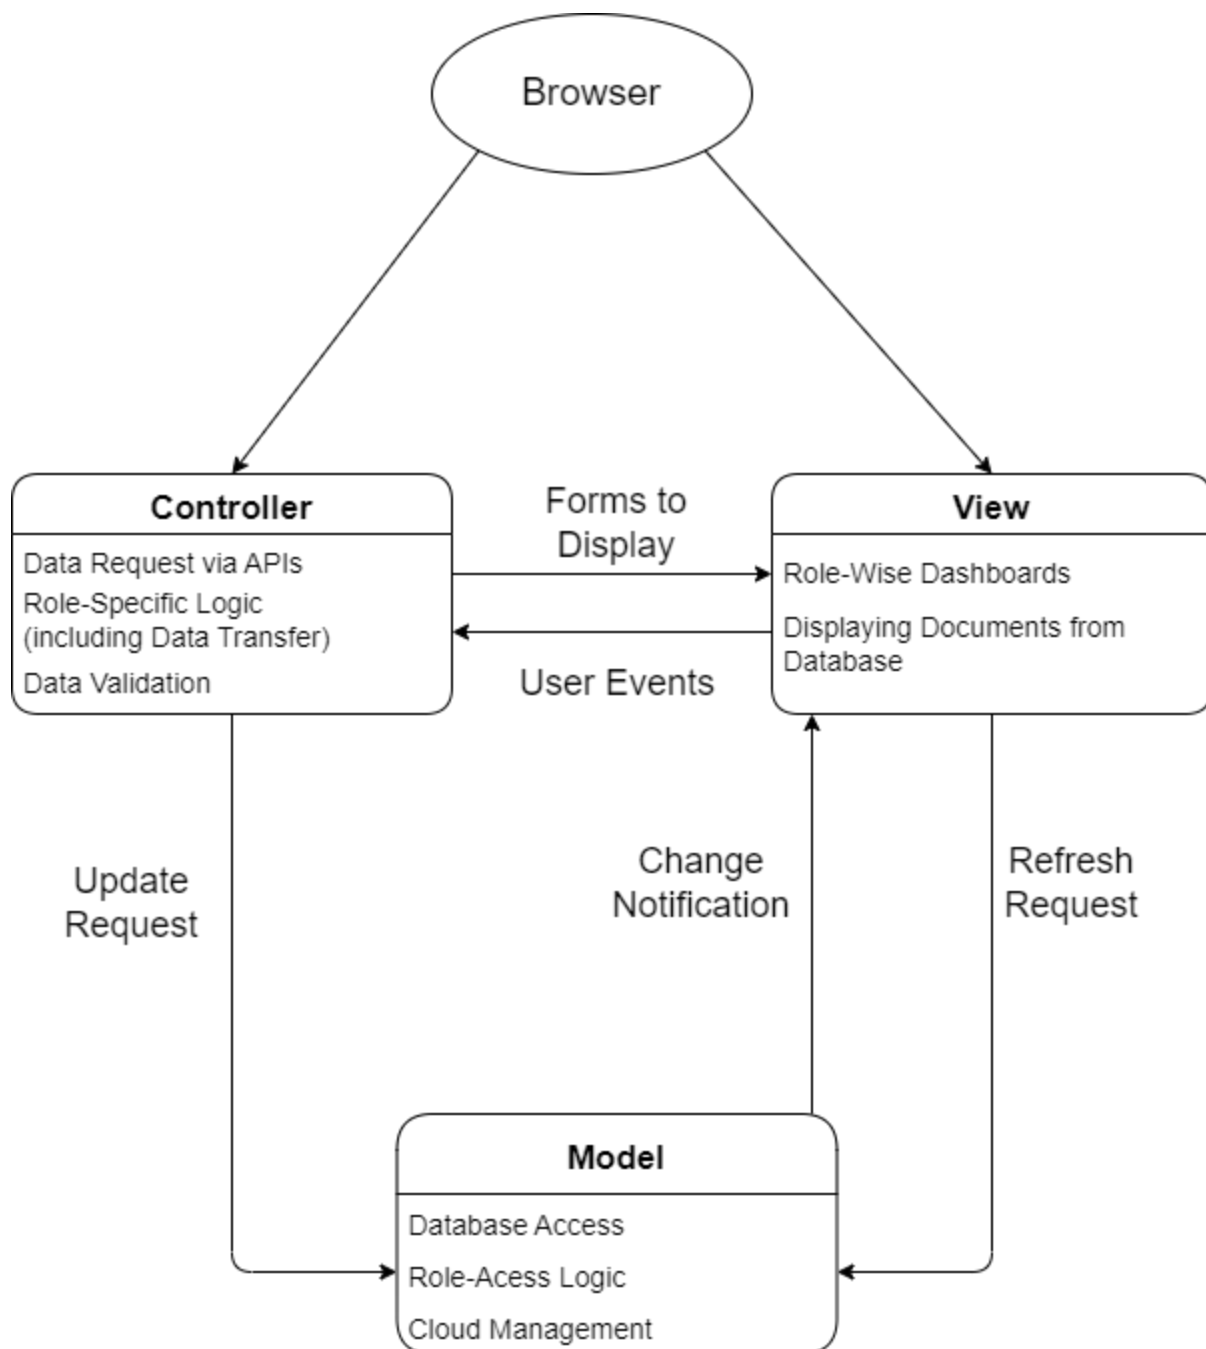 Browser
Controller
Data Request via APIs
Role-Specific Logic
(including Data Transfer)
Data Validation
Forms to
Display
User Events
View
Role-Wise Dashboards
Displaying Documents from
Database
Update
Request
Change
Notification
Refresh
Request
Model
Database Access
Role-Acess Logic
Cloud Management